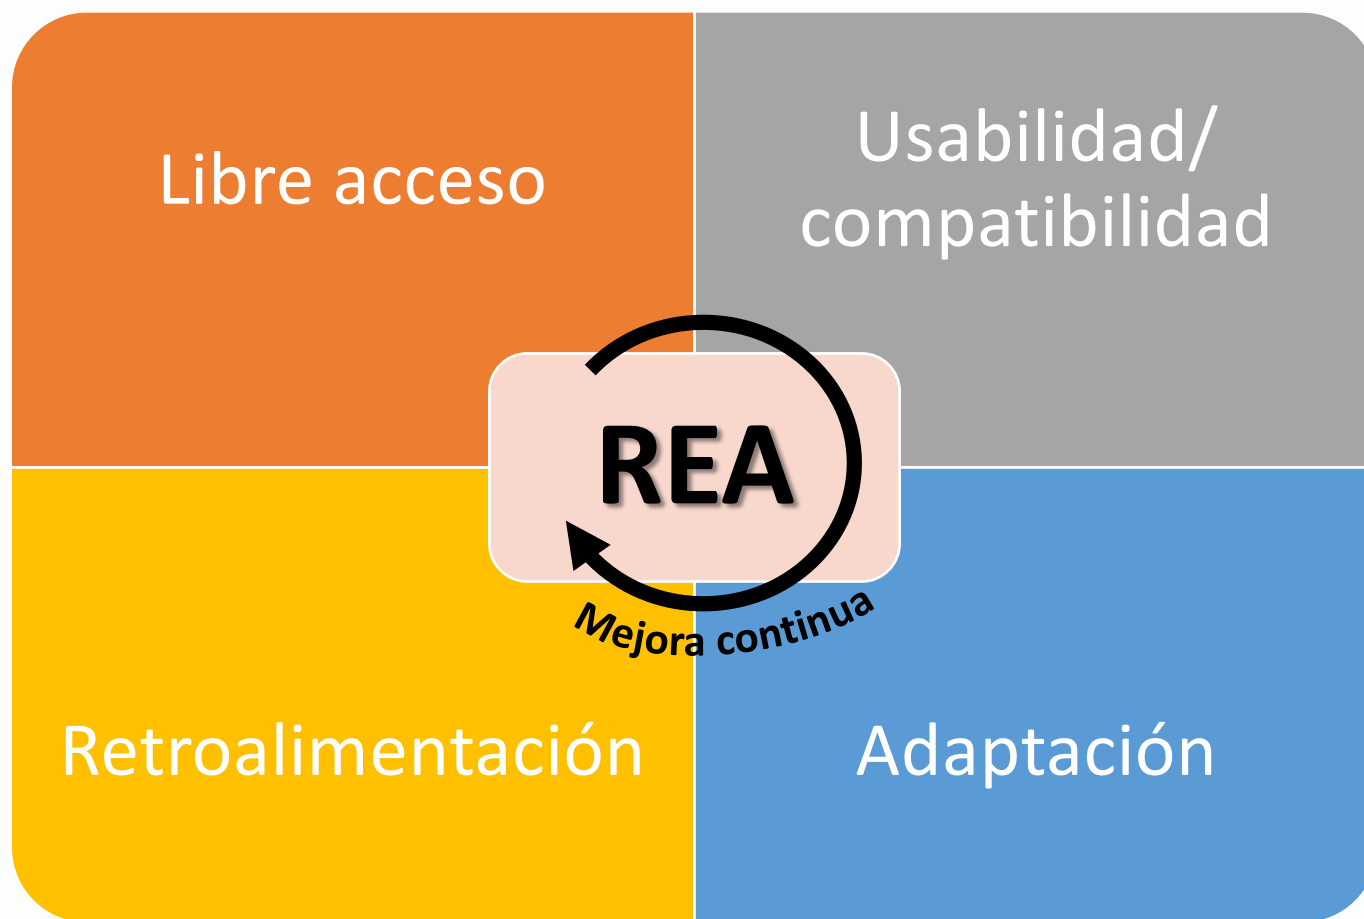 Libre acceso
Usabilidad/
compatibilidad
REA
Mejora continua
Retroalimentación
Adaptación